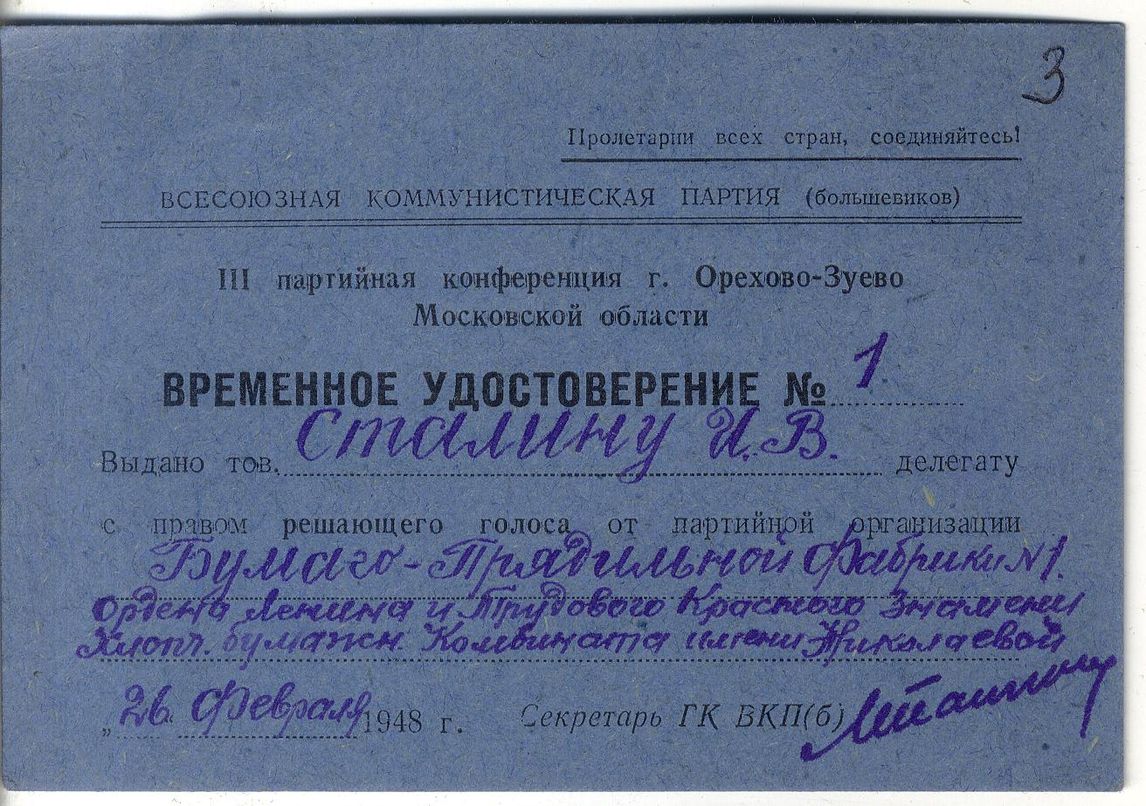 3
Пролетарии всех стран, соединяйтесь!
ВСЕСОЮЗНАЯ КОММУНИСТИЧЕСКАЯ ПАРТИЯ (большевиков)
III партийная конференция г. Орехово-Зуево
Московской области
ВРЕМЕННОЕ УДОСТОВЕРЕНИЕ № 1
Выдано тов. Сталину И. В. делегату
с правом решающего голоса от партийной организации
Бумаго-Прядильной Фабрики №1.
Ордена Ленина и Трудового Красного Знамени
Хлопч. бумажн. Комбината имени Николаевой
„26 Февраля 1948 г. Секретарь ГК ВКП(б)